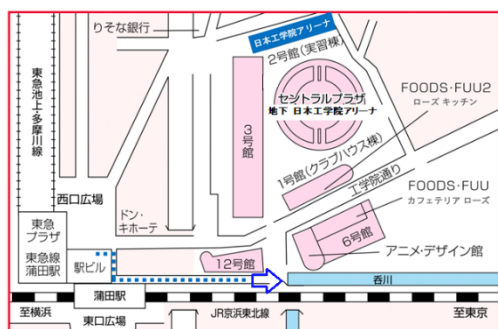 りそな銀行
日本工学院アリーナ
2号館(実習棟)
東急池上・多摩川線
3号館
セントラルプラザ
地下 日本工学院アリーナ
FOODS・FUU2
ローズ キッチン
1号館(クラブハウス棟)
工学院通り
西口広場
ドン・
キホーテ
FOODS・FUU
カフェテリア ローズ
東急
プラザ
東急線
蒲田駅
駅ビル
12号館
6号館
アニメ・デザイン館
呑川
蒲田駅
至横浜
東口広場
JR京浜東北線
至東京